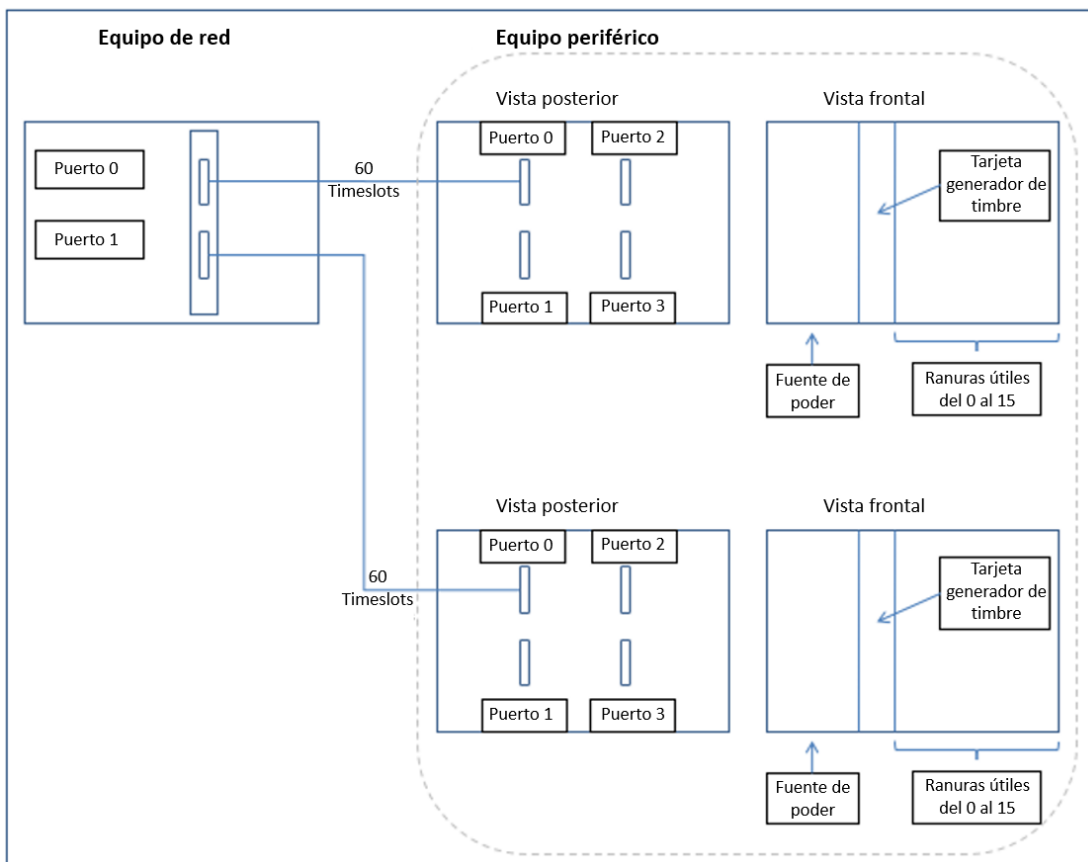 Equipo de red
Equipo periférico
Vista posterior
Vista frontal
Puerto 0
Puerto 1
60
Timeslots
Puerto 0
Puerto 2
Puerto 1
Puerto 3
Tarjeta
generador de
timbre
Fuente de
poder
Ranuras útiles
del 0 al 15
Vista posterior
Vista frontal
60
Timeslots
Puerto 0
Puerto 2
Puerto 1
Puerto 3
Tarjeta
generador de
timbre
Fuente de
poder
Ranuras útiles
del 0 al 15